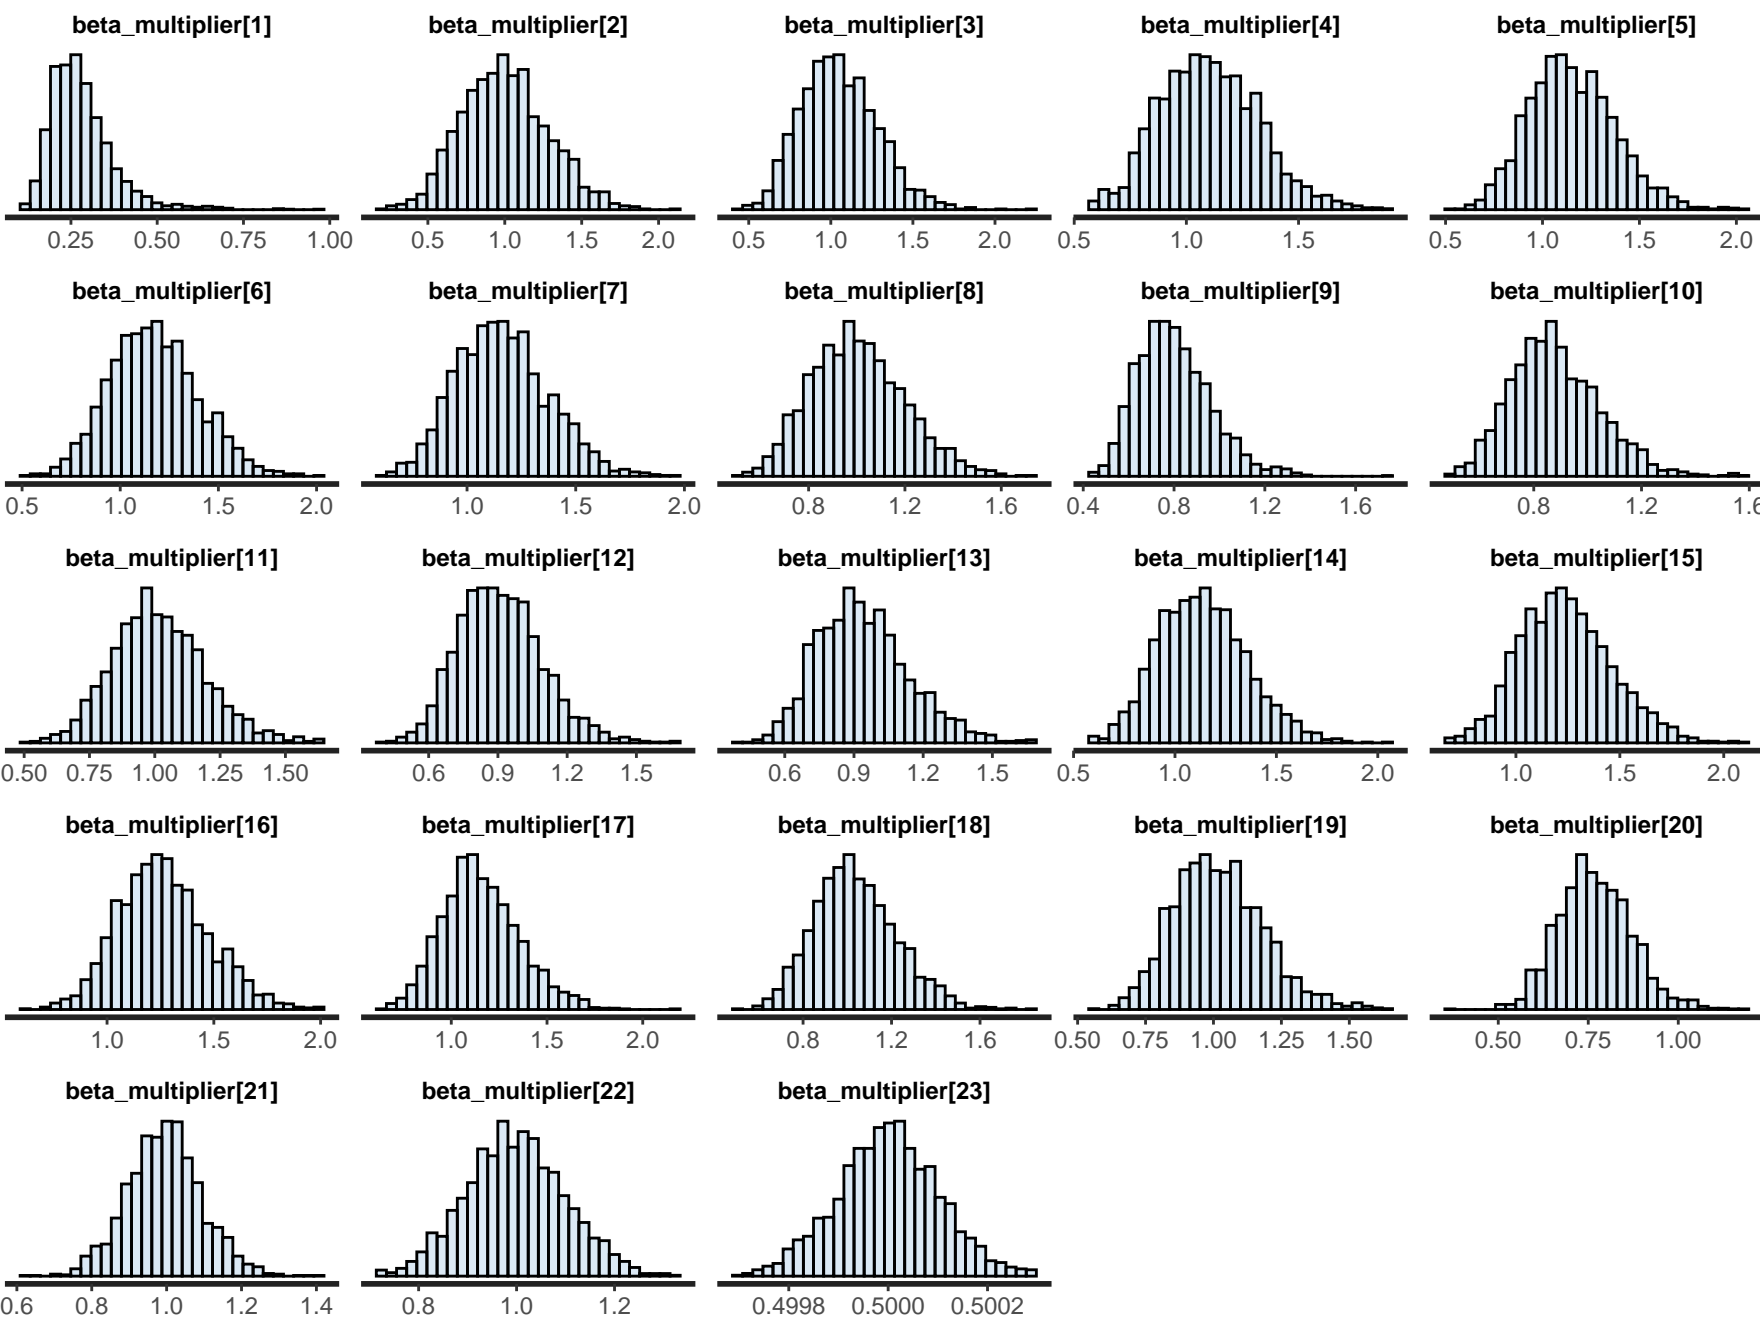 beta_multiplier[1] beta_multiplier[2] beta_multiplier[3] beta_multiplier[4] beta_multiplier[5]
0.25 0.50 0.75 1.00 0.5 1.0 1.5 2.0 0.5 1.0 1.5 2.0 0.5 1.0 1.5 0.5 1.0 1.5 2.0
beta_multiplier[6] beta_multiplier[7] beta_multiplier[8] beta_multiplier[9] beta_multiplier[10]
0.5 1.0 1.5 2.0 1.0 1.5 2.0 0.8 1.2 1.6 0.4 0.8 1.2 1.6 0.8 1.2 1.6
beta_multiplier[11] beta_multiplier[12] beta_multiplier[13] beta_multiplier[14] beta_multiplier[15]
0.50 0.75 1.00 1.25 1.50 0.6 0.9 1.2 1.5 0.6 0.9 1.2 1.5 0.5 1.0 1.5 2.0 1.0 1.5 2.0
beta_multiplier[16] beta_multiplier[17] beta_multiplier[18] beta_multiplier[19] beta_multiplier[20]
1.0 1.5 2.0 1.0 1.5 2.0 0.8 1.2 1.6 0.50 0.75 1.00 1.25 1.50 0.50 0.75 1.00
beta_multiplier[21] beta_multiplier[22] beta_multiplier[23]
0.6 0.8 1.0 1.2 1.4 0.8 1.0 1.2 0.4998 0.5000 0.5002